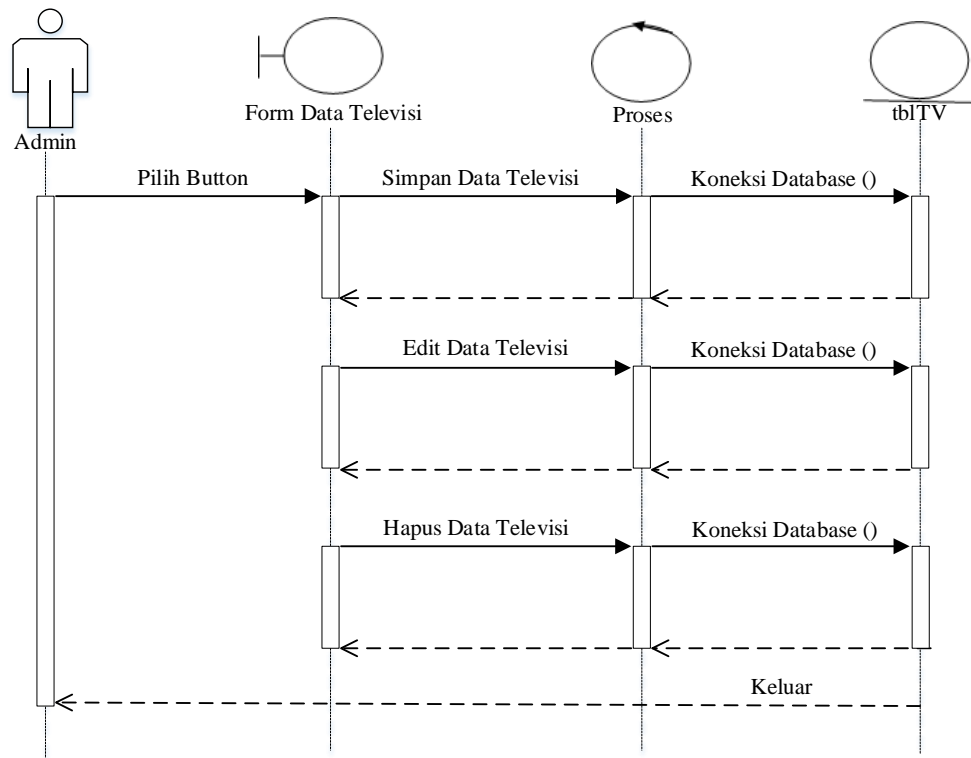 Admin
Form Data Televisi
Proses
tblTV
Pilih Button
Simpan Data Televisi
Koneksi Database ()
Edit Data Televisi
Koneksi Database ()
Hapus Data Televisi
Koneksi Database ()
Keluar